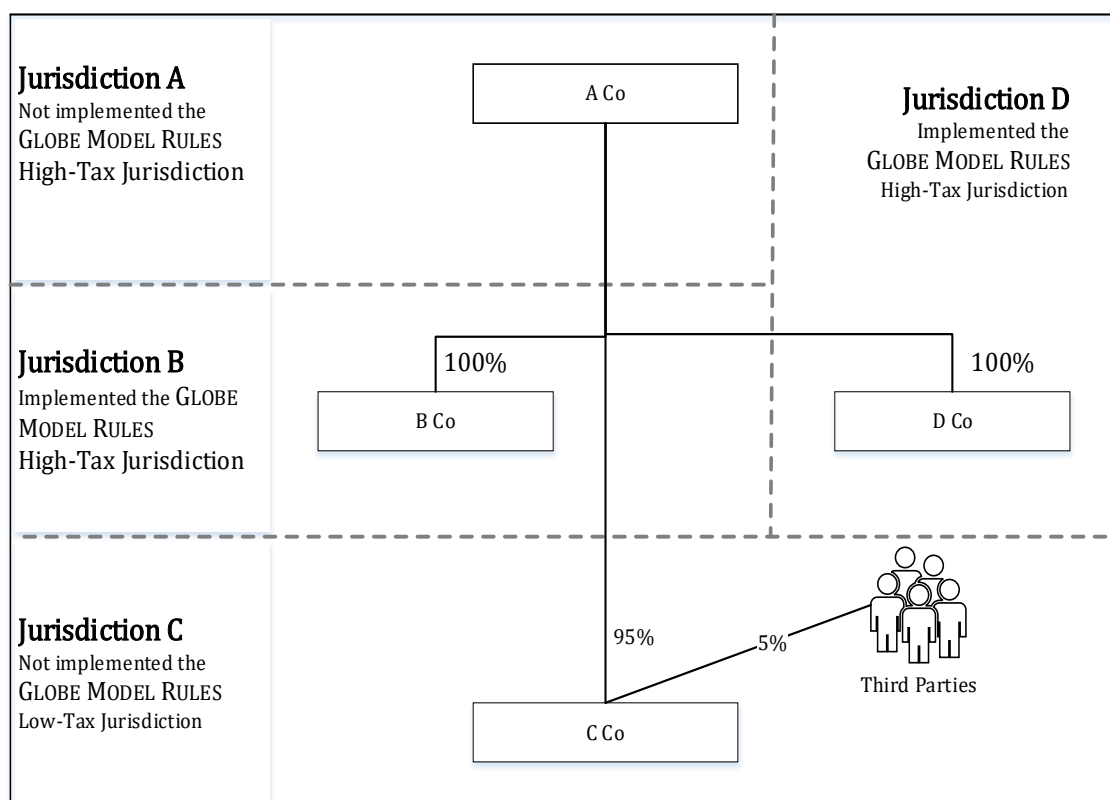 Jurisdiction A
Not implemented the
GLOBE MODEL RULES
High-Tax Jurisdiction
A Co
Jurisdiction D
Implemented the
GLOBE MODEL RULES
High-Tax Jurisdiction
Jurisdiction B
Implemented the GLOBE
MODEL RULES
High-Tax Jurisdiction
100%
B Co
100%
D Co
Jurisdiction C
Not implemented the
GLOBE MODEL RULES
Low-Tax Jurisdiction
95%
5%
Third Parties
C Co